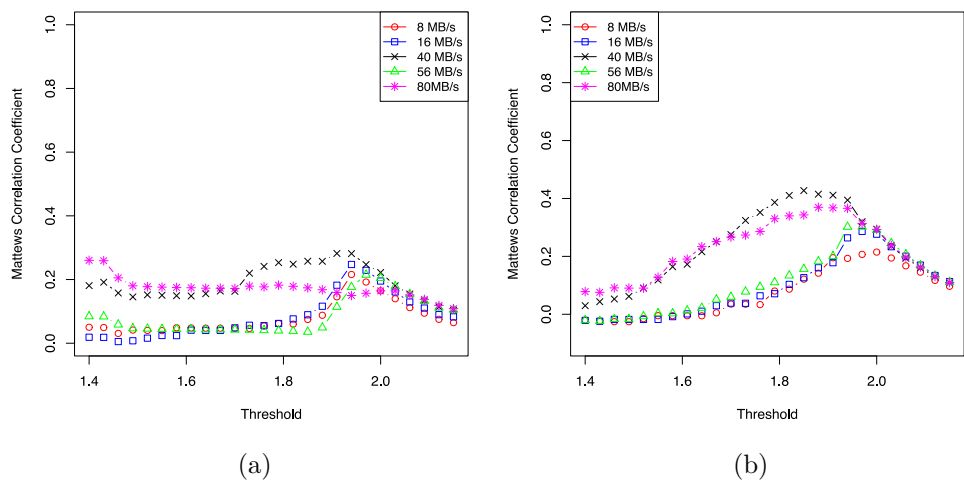 Mattews Correlation Coefficient
1.0
0.8
0.6
0.4
0.2
0.0
8 MB/s
16 MB/s
40 MB/s
56 MB/s
80MB/s
1.4
1.6
1.8
2.0
Threshold
(a)
Mattews Correlation Coefficient
1.0
0.8
0.6
0.4
0.2
0.0
8 MB/s
16 MB/s
40 MB/s
56 MB/s
80MB/s
1.4
1.6
1.8
2.0
Threshold
(b)